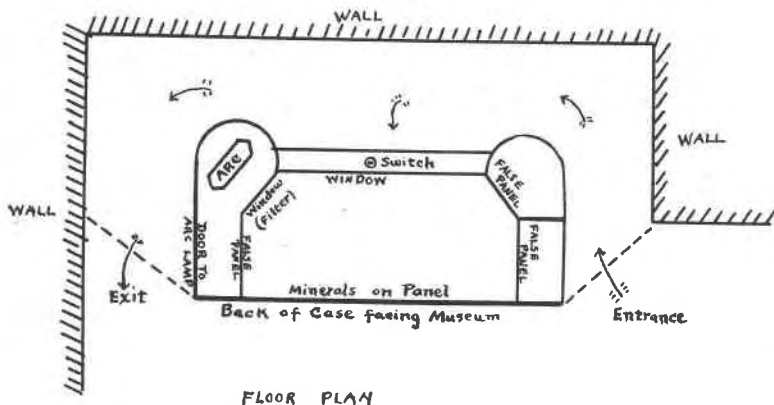 WALL
ARC
Switch
WINDOW
Window
(Filter)
FALSE
PANEL
WALL
WALL
DOOR TO
ARC LAMP
FALSE
PANEL
FALSE
PANEL
Exit
Minerals on Panel
Back of Case facing Museum
Entrance
FLOOR PLAN